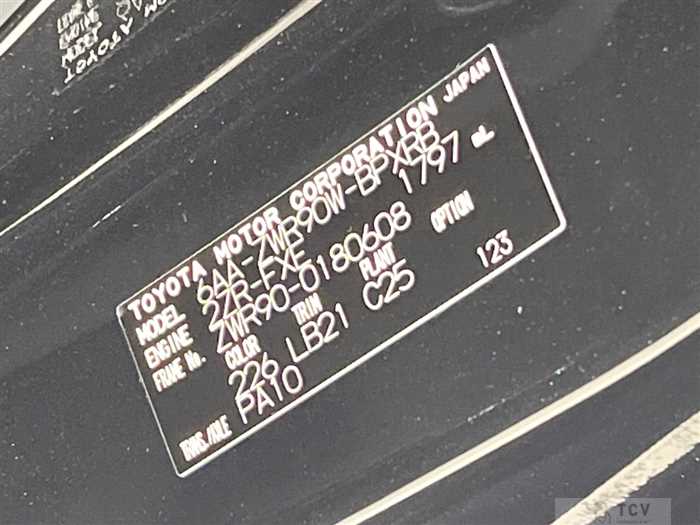 TOYOTA MOTOR CORPORATION JAPAN
MODEL 6AA-ZWR90W-BPXRB
ENGINE 2ZR-FXE 1797 mL
FRAME No. ZWR90-0180608
COLOR TRIM PLANT OPTION
226 LB21 C25 123
TRANS./AXLE PA10
TCV